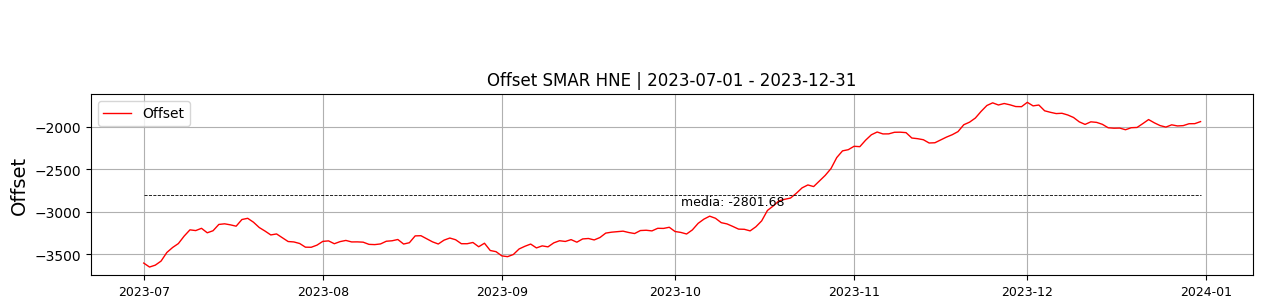 Offset SMAR HNE | 2023-07-01 - 2023-12-31
Offset
Offset
−2000
−2500
−3000
−3500
media: -2801.68
2023-07
2023-08
2023-09
2023-10
2023-11
2023-12
2024-01